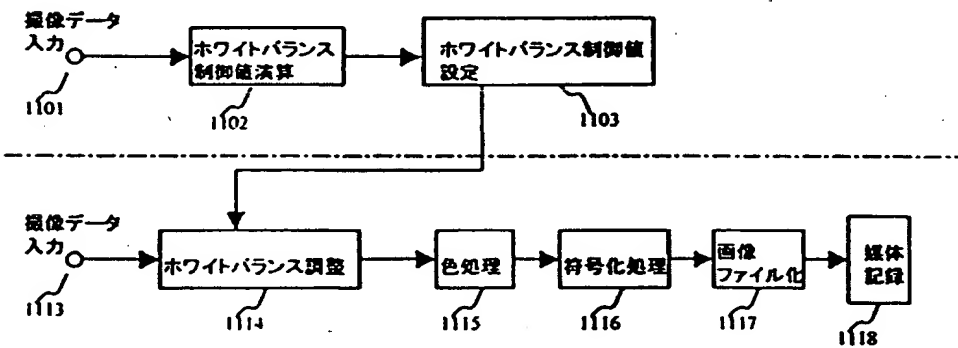 撮像データ
入力
1101
ホワイトバランス
制御値演算
1102
ホワイトバランス制御値
設定
1103
撮像データ
入力
1113
ホワイトバランス調整
1114
色処理
1115
符号化処理
1116
画像
ファイル化
1117
媒体
記録
1118